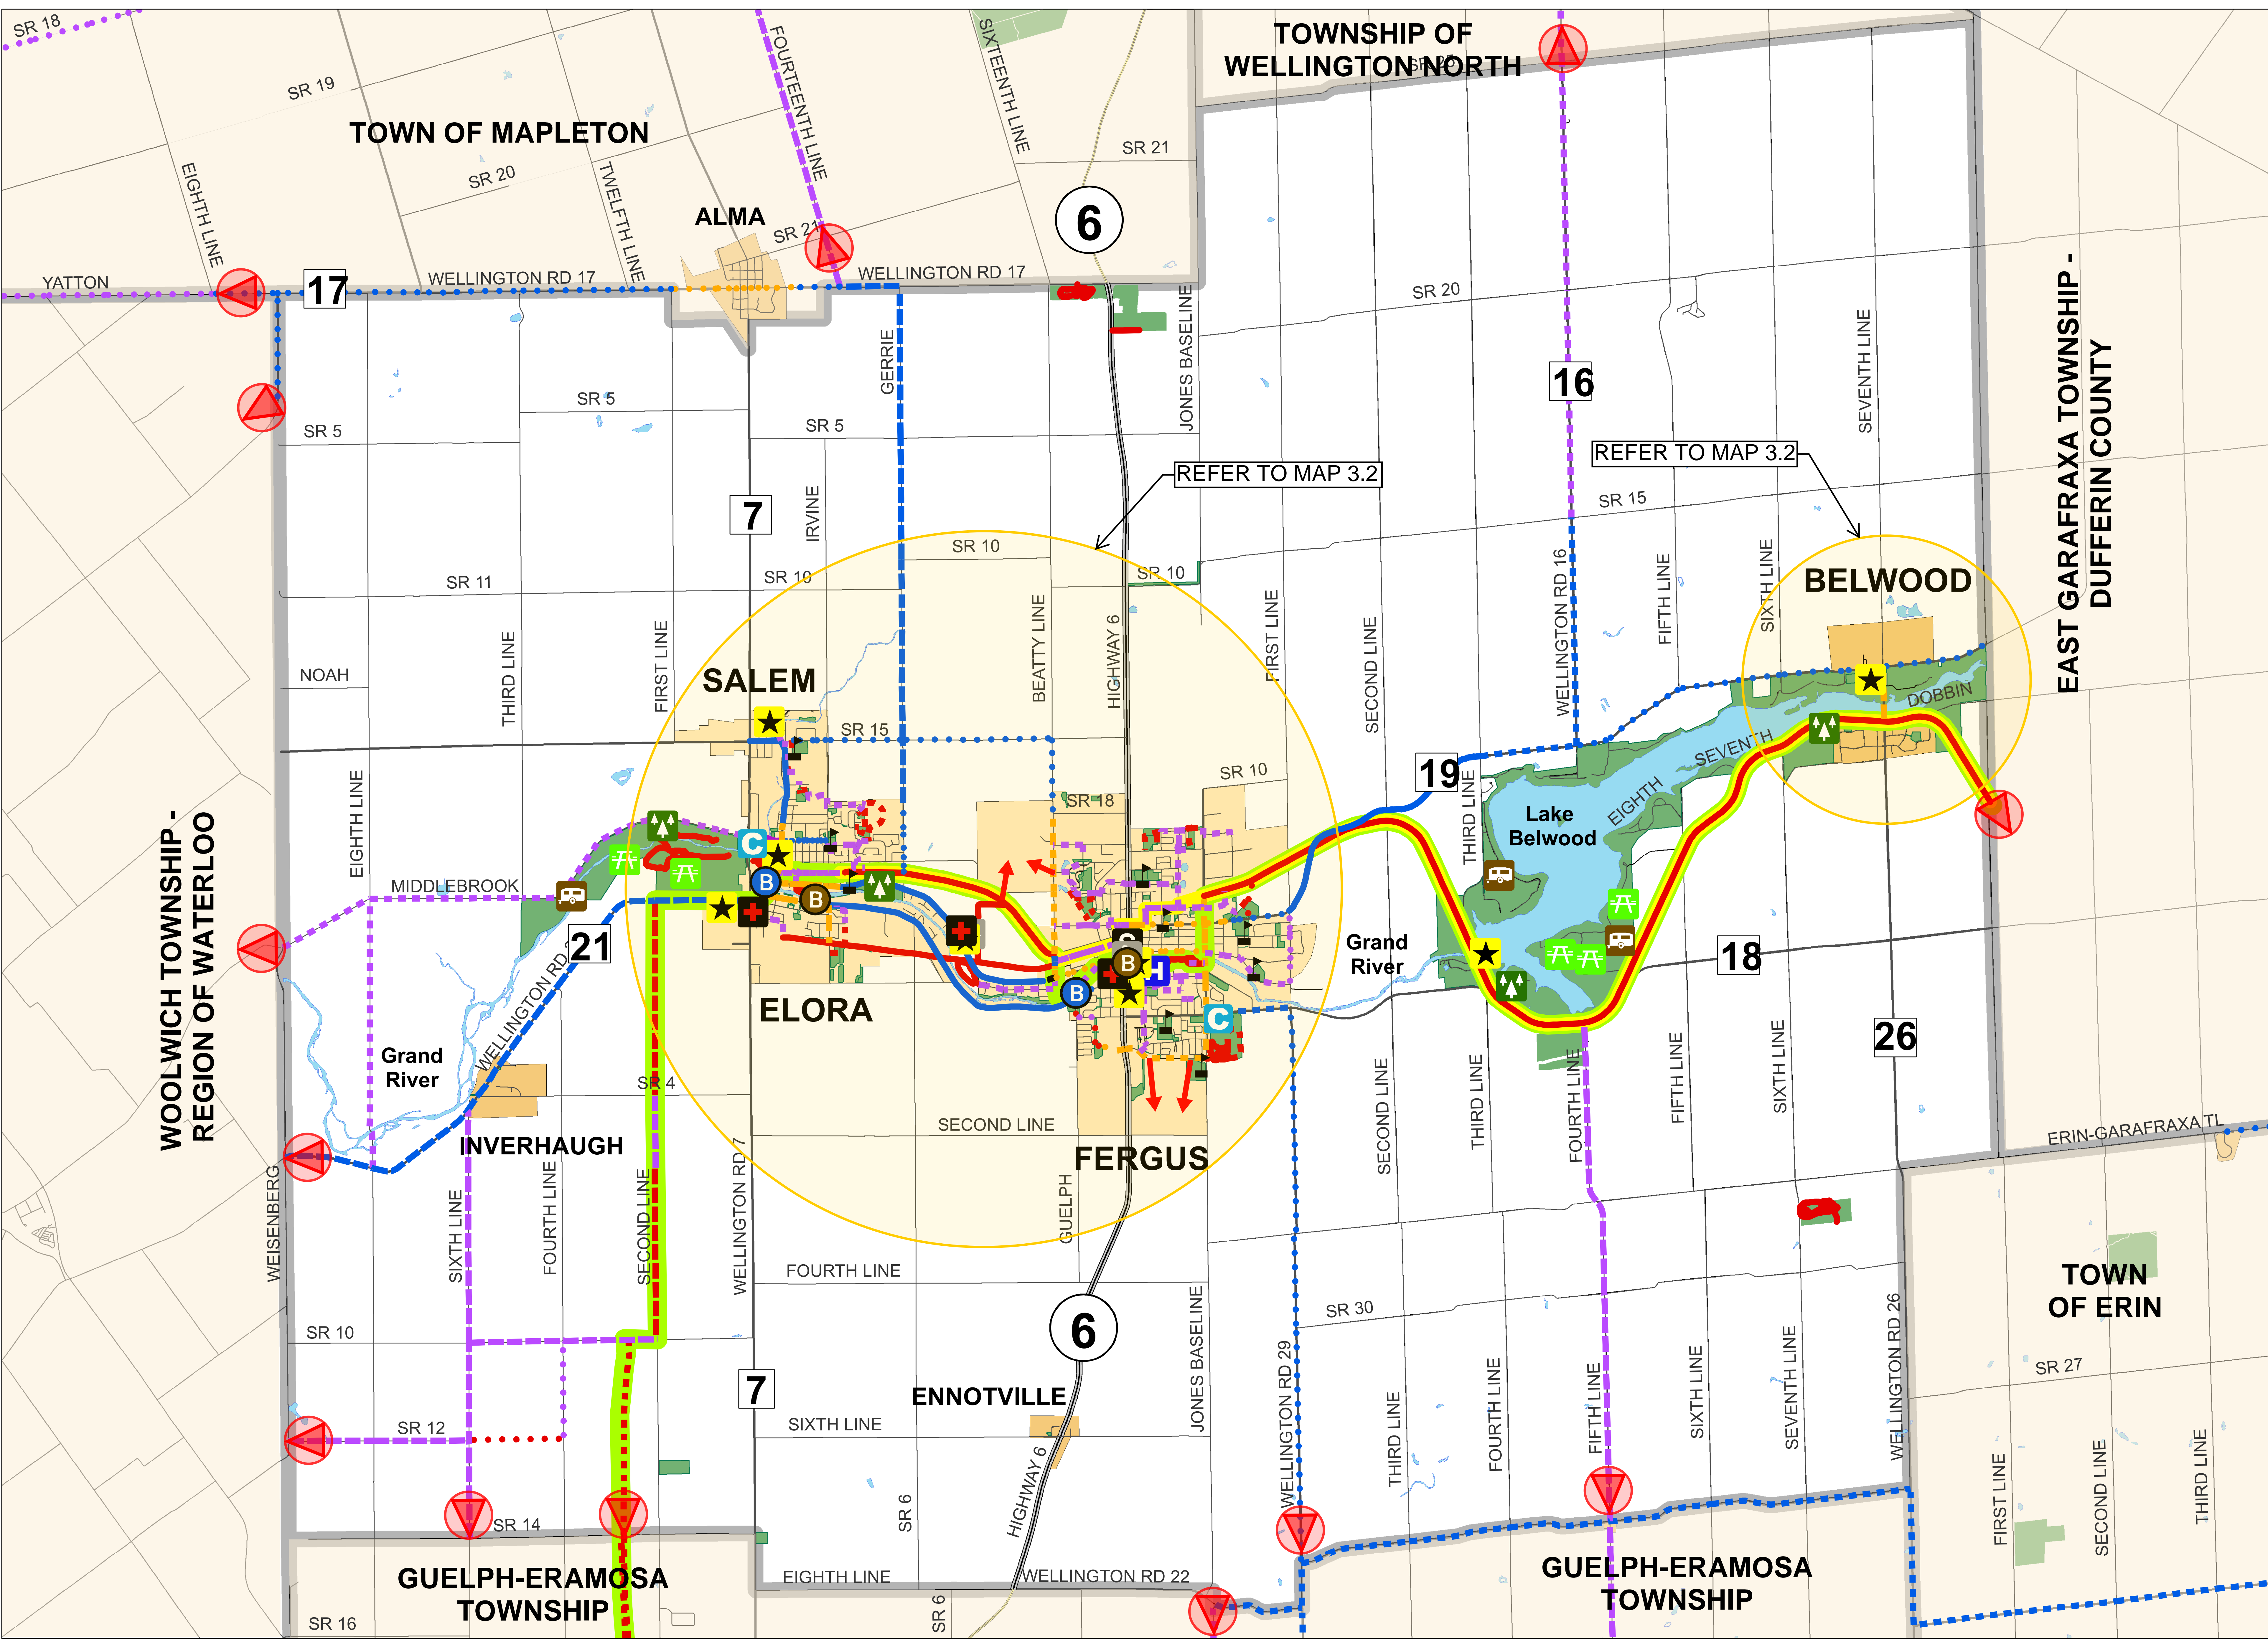 SR 18
FOURTEENTH LINE
SIXTEENTH LINE
TOWNSHIP OF
WELLINGTON NORTH
SR 25
SR 19
TOWN OF MAPLETON
SR 21
EIGHTH LINE
SR 20
TWELFTH LINE
ALMA
SR 21
6
YATTON
17
WELLINGTON RD 17
WELLINGTON RD 17
SR 20
EAST GARAFRAXA TOWNSHIP -
DUFFERIN COUNTY
GERRIE
JONES BASELINE
SEVENTH LINE
16
SR 5
SR 5
SR 5
REFER TO MAP 3.2
REFER TO MAP 3.2
7
IRVINE
SR 15
SR 10
SR 11
SR 10
SR 10
WELLINGTON RD 16
FIFTH LINE
SIXTH LINE
BELWOOD
THIRD LINE
FIRST LINE
BEATTY LINE
HIGHWAY 6
FIRST LINE
SECOND LINE
NOAH
SALEM
DOBBIN
SR 15
SEVENTH
19
SR 10
EIGHTH
SR 18
THIRD LINE
Lake
Belwood
EIGHTH LINE
WOOLWICH TOWNSHIP -
REGION OF WATERLOO
C
B
B
MIDDLEBROOK
21
Grand
River
18
B
H
B
C
ELORA
WELLINGTON RD
26
Grand
River
SR 4
SECOND LINE
INVERHAUGH
FERGUS
SECOND LINE
THIRD LINE
FOURTH LINE
FIFTH LINE
SIXTH LINE
ERIN-GARAFRAXA TL
WEISENBERG
SIXTH LINE
FOURTH LINE
SECOND LINE
WELLINGTON RD 7
GUELPH
FOURTH LINE
TOWN
OF ERIN
SR 10
6
JONES BASELINE
SR 30
WELLINGTON RD 29
WELLINGTON RD 26
SR 27
7
ENNOTVILLE
THIRD LINE
FOURTH LINE
FIFTH LINE
SIXTH LINE
SEVENTH LINE
SR 12
SIXTH LINE
HIGHWAY 6
SR 6
FIRST LINE
SECOND LINE
THIRD LINE
SR 14
GUELPH-ERAMOSA
TOWNSHIP
EIGHTH LINE
WELLINGTON RD 22
GUELPH-ERAMOSA
TOWNSHIP
SR 6
SR 16